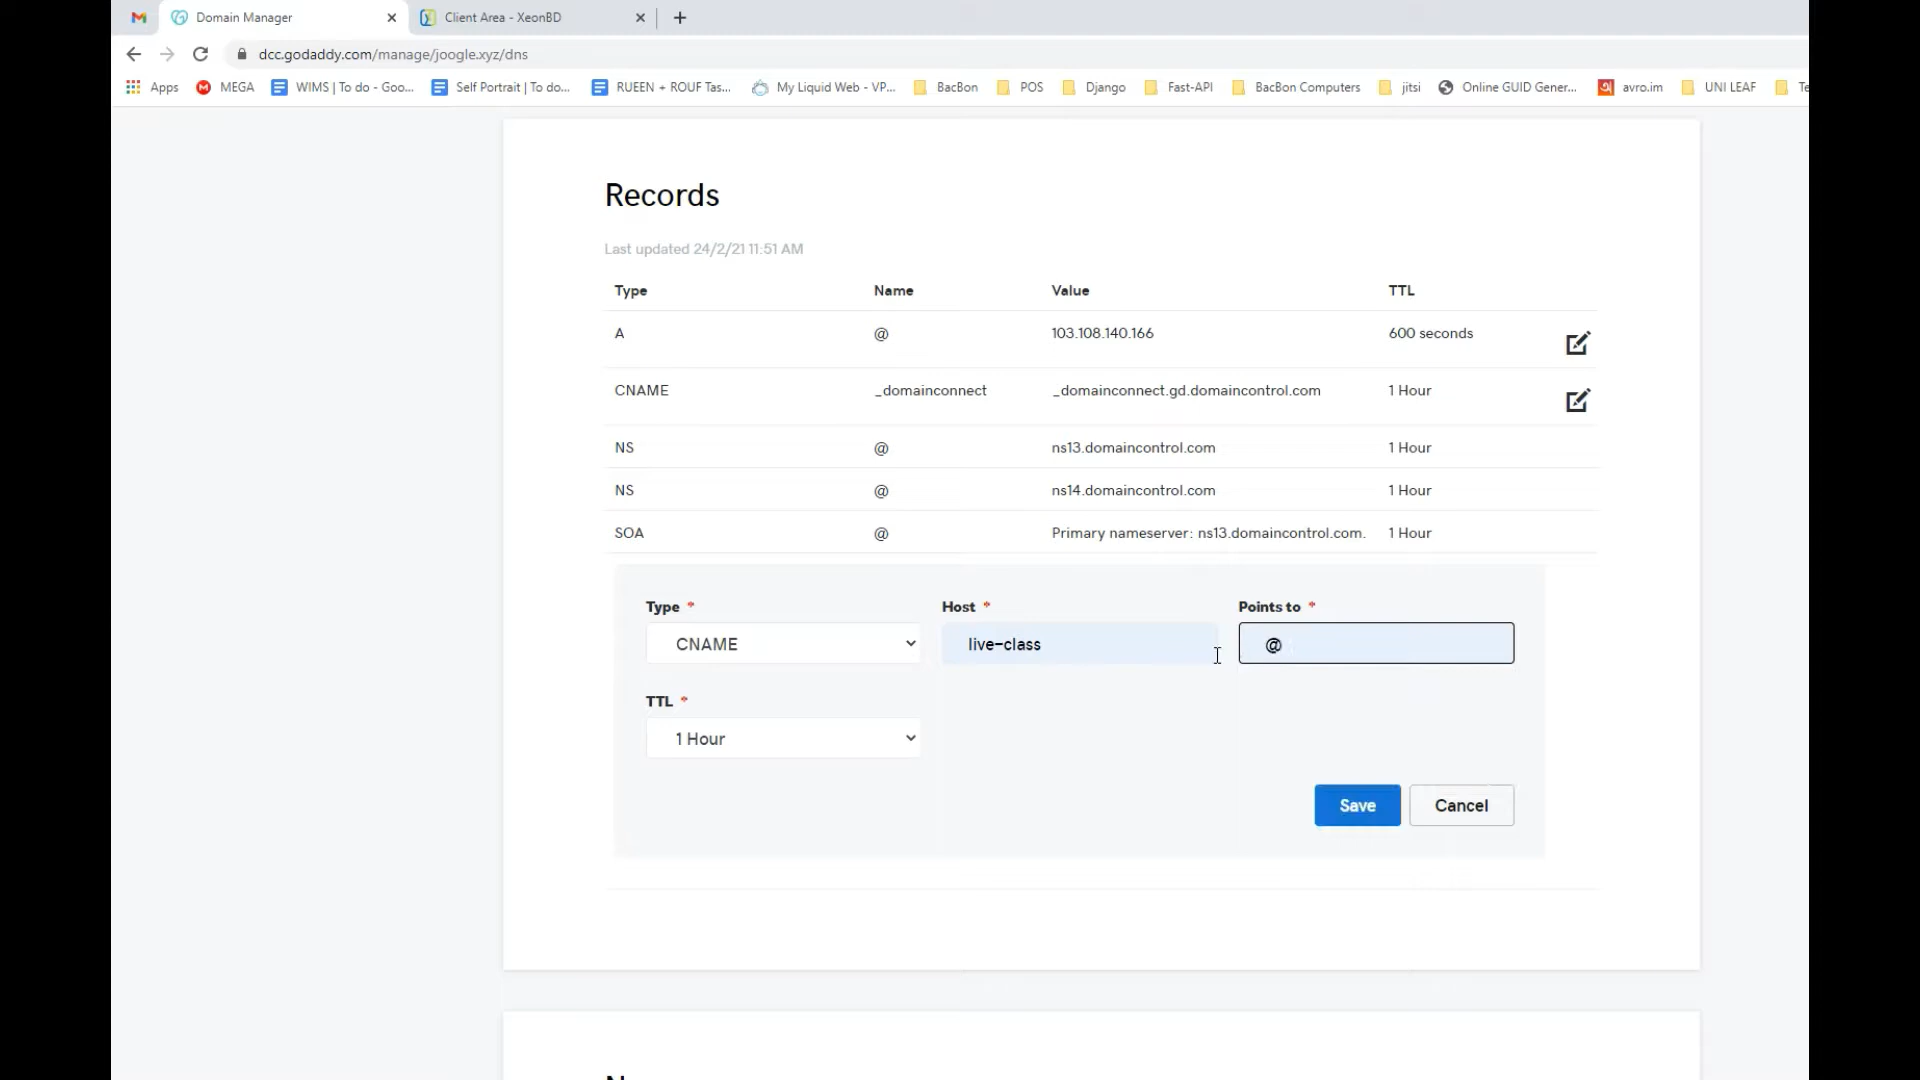 Domain Manager
Client Area - XeonBD
dcc.godaddy.com/manage/joogle.xyz/dns
Apps MEGA WIMS | To do - Goo... Self Portrait | To do... RUEEN + ROUF Tas... My Liquid Web - VP... BacBon POS Django Fast-API BacBon Computers jitsi Online GUID Gener... avro.im UNI LEAF Te
Records
Last updated 24/2/21 11:51 AM
Type Name Value TTL
A @ 103.108.140.166 600 seconds
CNAME _domainconnect _domainconnect.gd.domaincontrol.com 1 Hour
NS @ ns13.domaincontrol.com 1 Hour
NS @ ns14.domaincontrol.com 1 Hour
SOA @ Primary nameserver: ns13.domaincontrol.com. 1 Hour
Type * Host * Points to *
CNAME live-class @
TTL *
1 Hour
Save Cancel